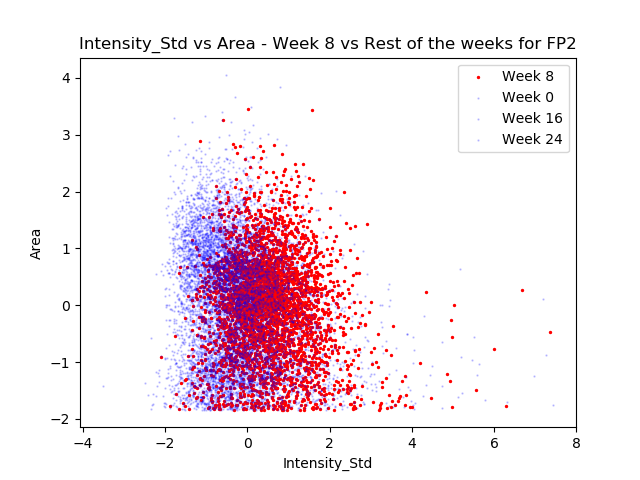 Intensity_Std vs Area - Week 8 vs Rest of the weeks for FP2
Week 8
Week 0
Week 16
Week 24
Area
4
3
2
1
0
−1
−2
−4
−2
0
2
4
6
8
Intensity_Std